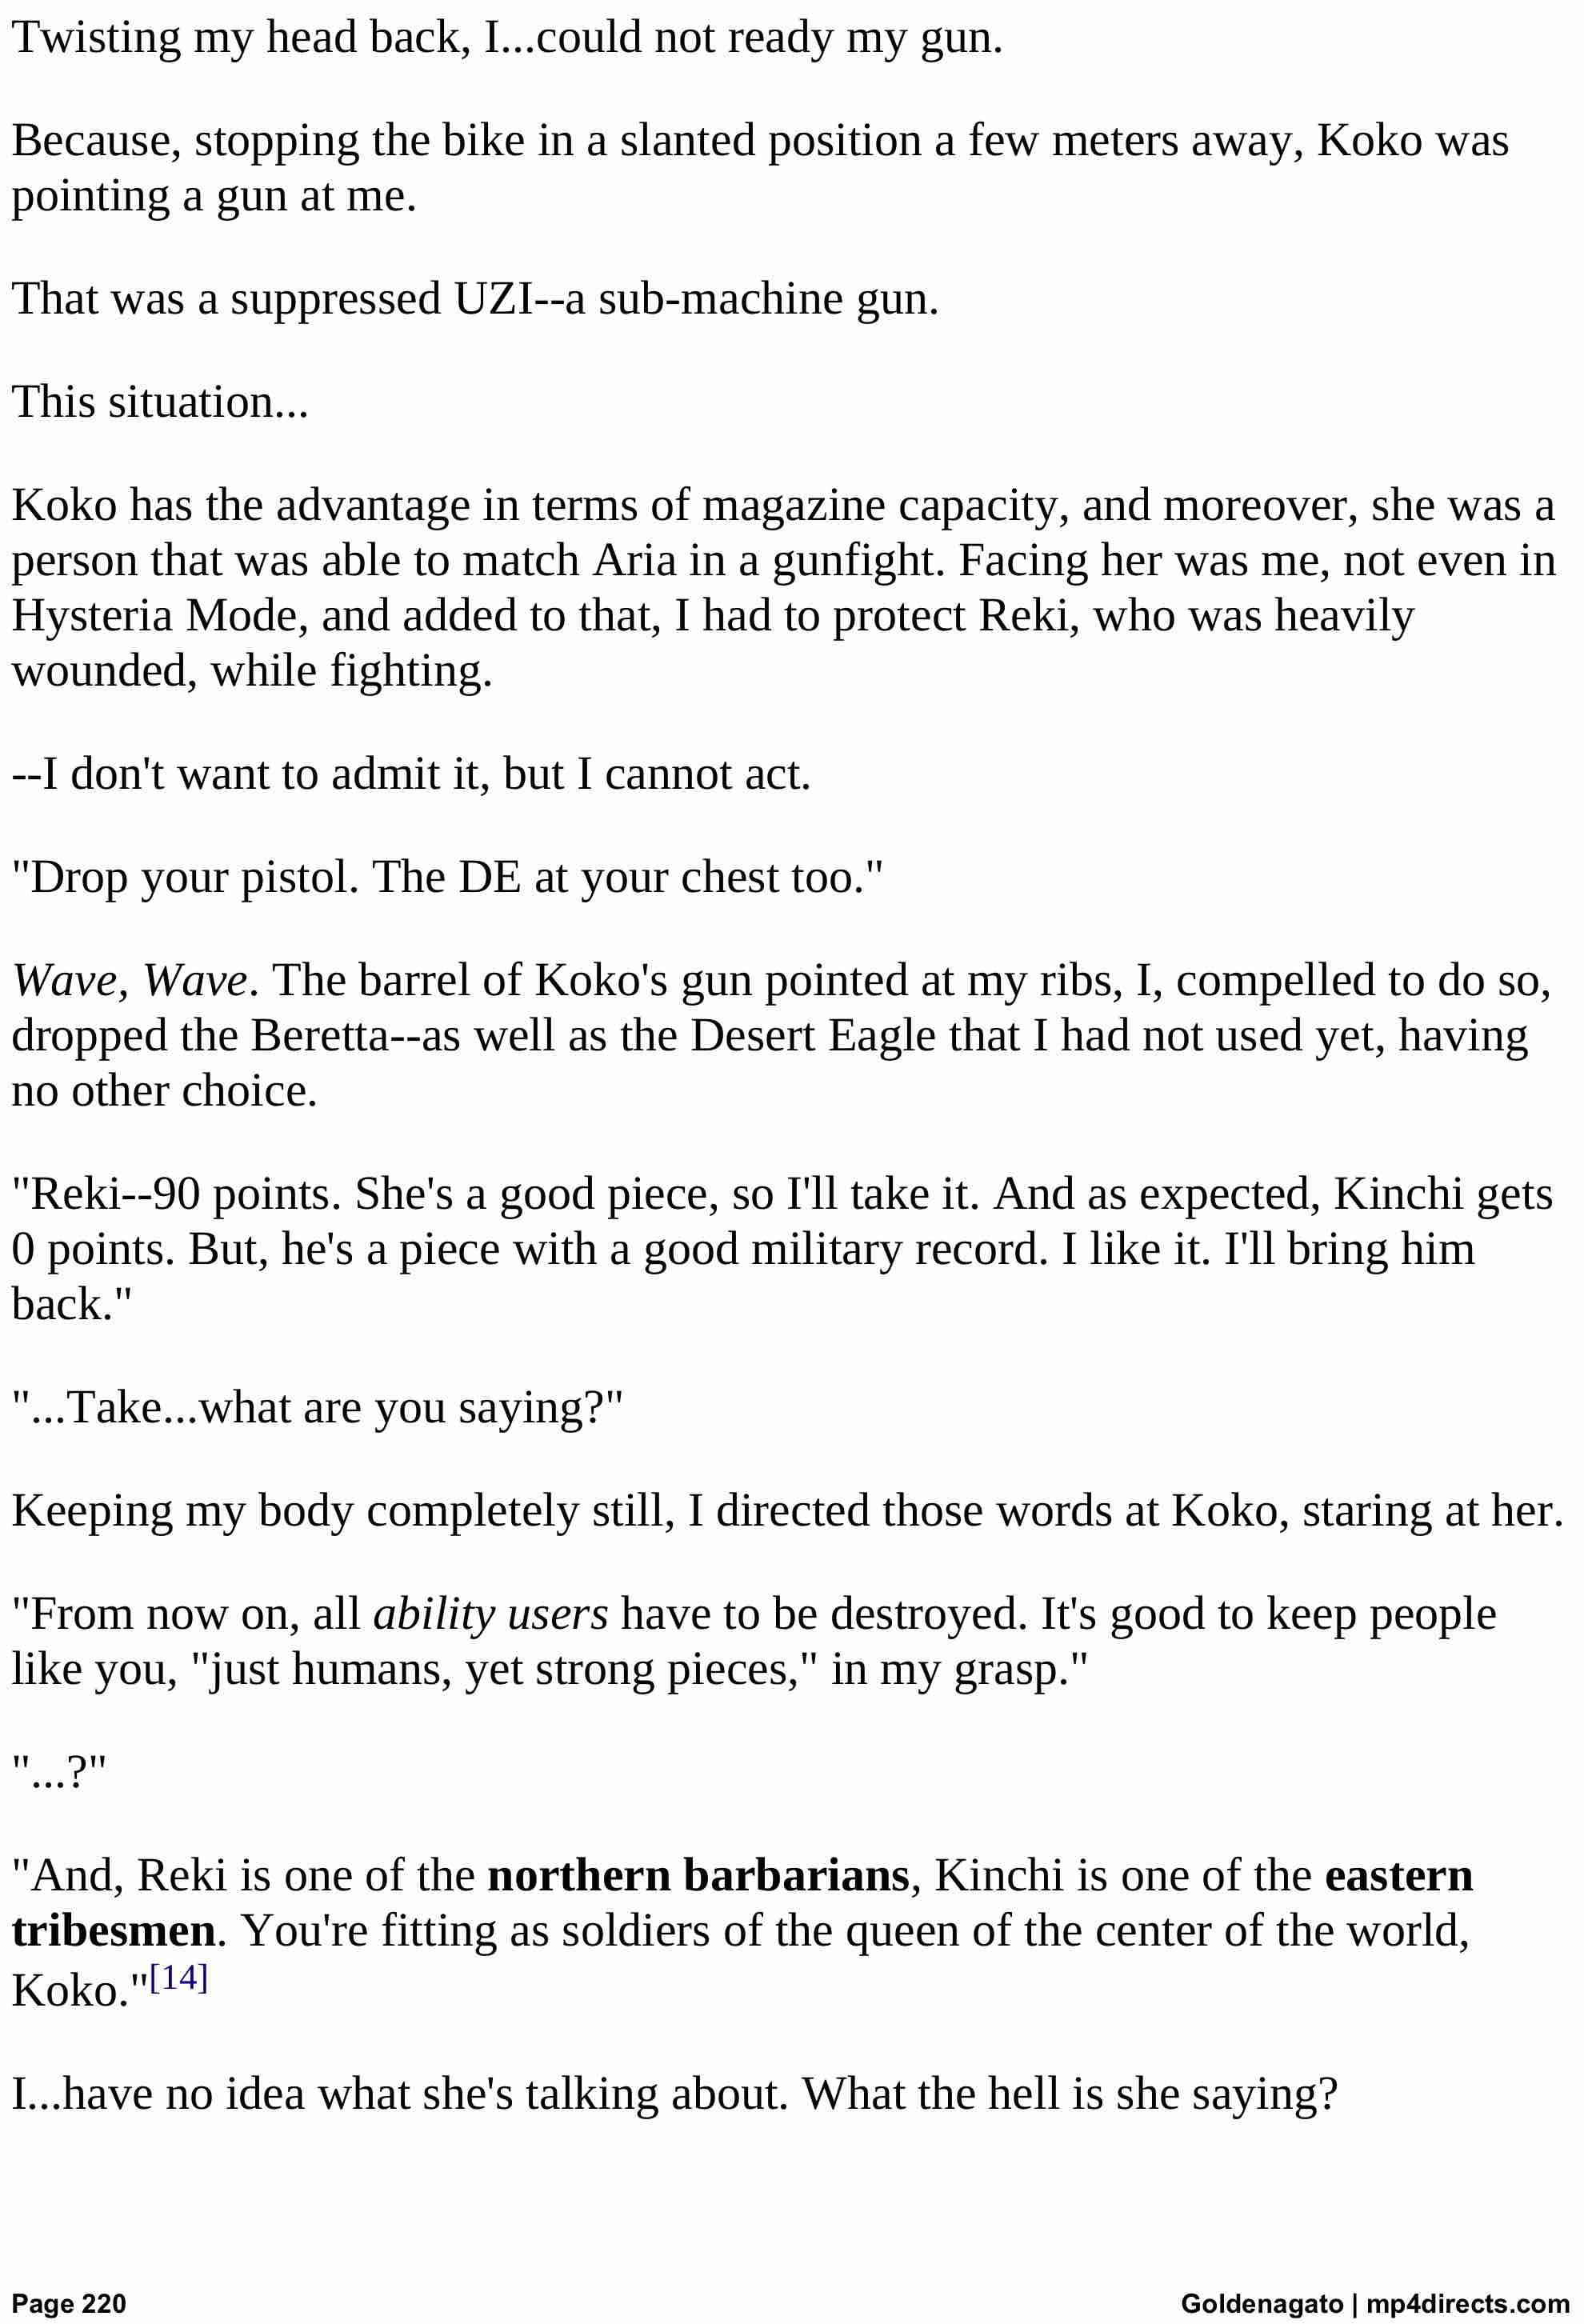 Twisting my head back, I...could not ready my gun.
Because, stopping the bike in a slanted position a few meters away, Koko was
pointing a gun at me.
That was a suppressed UZI--a sub-machine gun.
This situation...
Koko has the advantage in terms of magazine capacity, and moreover, she was a
person that was able to match Aria in a gunfight. Facing her was me, not even in
Hysteria Mode, and added to that, I had to protect Reki, who was heavily
wounded, while fighting.
--I don't want to admit it, but I cannot act.
"Drop your pistol. The DE at your chest too."
Wave, Wave. The barrel of Koko's gun pointed at my ribs, I, compelled to do so,
dropped the Beretta--as well as the Desert Eagle that I had not used yet, having
no other choice.
"Reki--90 points. She's a good piece, so I'll take it. And as expected, Kinchi gets
0 points. But, he's a piece with a good military record. I like it. I'll bring him
back."
"...Take...what are you saying?"
Keeping my body completely still, I directed those words at Koko, staring at her.
"From now on, all ability users have to be destroyed. It's good to keep people
like you, "just humans, yet strong pieces," in my grasp."
"...?"
"And, Reki is one of the northern barbarians, Kinchi is one of the eastern
tribesmen. You're fitting as soldiers of the queen of the center of the world,
Koko."[14]
I...have no idea what she's talking about. What the hell is she saying?
Page 220
Goldenagato | mp4directs.com